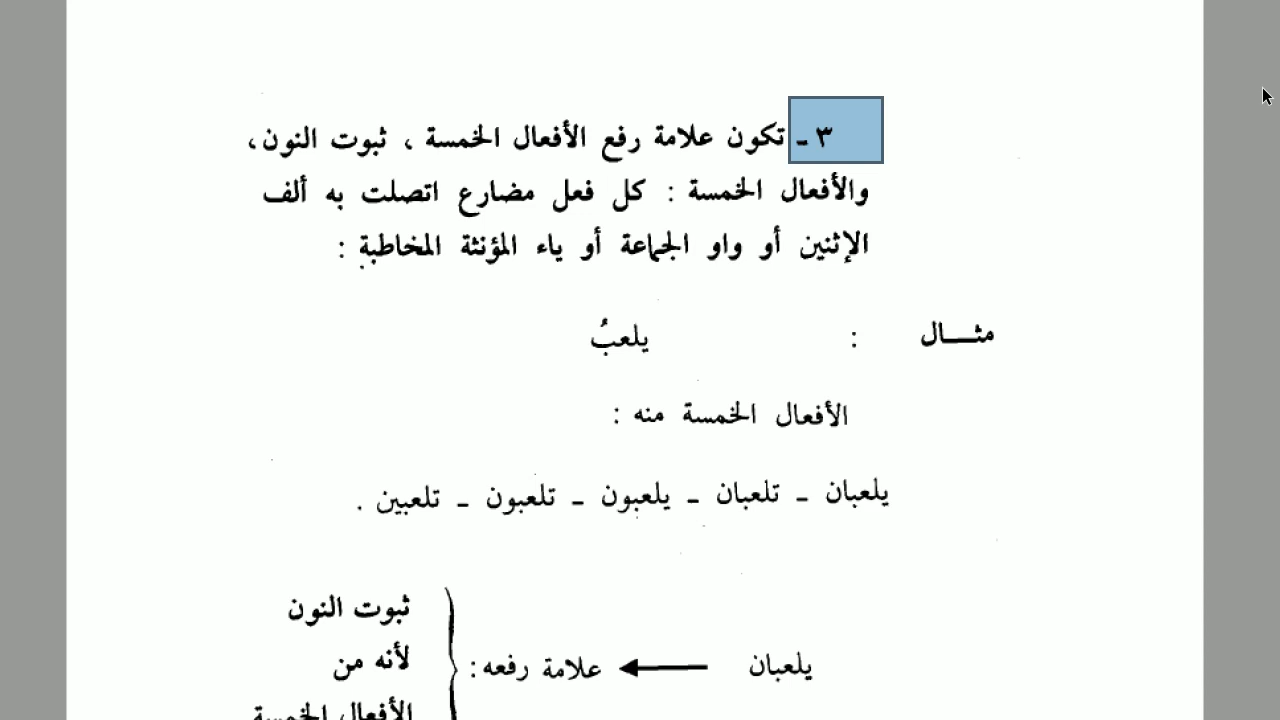 ٣ ـ تكون علامة رفع الأفعال الخمسة ، ثبوت النون،
والأفعال الخمسة : كل فعل مضارع اتصلت به ألف
الإثنين أو واو الجماعة أو ياء المؤنثة المخاطبة :
مثـــال : يلعبُ
الأفعال الخمسة منه :
يلعبان ـ تلعبان ـ يلعبون ـ تلعبون ـ تلعبين .
ثبوت النون
يلعبان ← علامة رفعه : لأنه من
الأفعال الخمسة